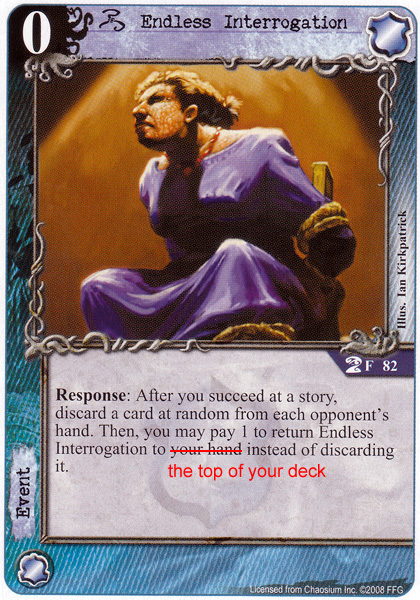 0
Endless Interrogation
Illus. Ian Kirkpatrick
F 82
Response: After you succeed at a story,
discard a card at random from each opponent's
hand. Then, you may pay 1 to return Endless
Interrogation to your hand instead of discarding
it.
the top of your deck
Event
Licensed from Chaosium Inc. ©2008 FFG